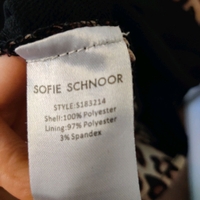 SOFIE SCHNOOR
STYLE: S183214
Shell: 100% Polyester
Lining: 97% Polyester
3% Spandex